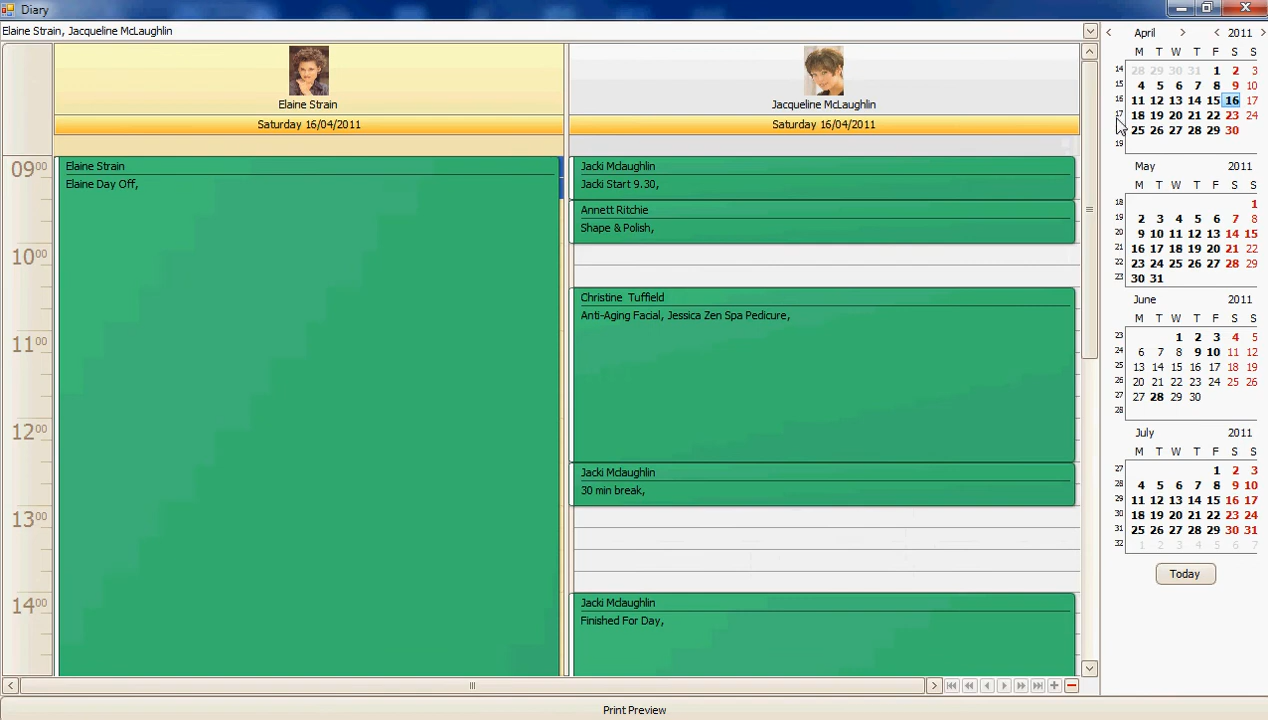 Diary
Elaine Strain, Jacqueline McLaughlin
Elaine Strain
Saturday 16/04/2011
Jacqueline McLaughlin
Saturday 16/04/2011
09 00
10 00
11 00
12 00
13 00
14 00
Elaine Strain
Elaine Day Off,
Jacki Mclaughlin
Jacki Start 9.30,
Annett Ritchie
Shape & Polish,
Christine Tuffield
Anti-Aging Facial, Jessica Zen Spa Pedicure,
Jacki Mclaughlin
30 min break,
Jacki Mclaughlin
Finished For Day,
April 2011
M T W T F S S
14 28 29 30 31 1 2 3
15 4 5 6 7 8 9 10
16 11 12 13 14 15 16 17
17 18 19 20 21 22 23 24
25 26 27 28 29 30
19
May 2011
M T W T F S S
18 1
19 2 3 4 5 6 7 8
20 9 10 11 12 13 14 15
21 16 17 18 19 20 21 22
22 23 24 25 26 27 28 29
23 30 31
June 2011
M T W T F S S
23 1 2 3 4 5
24 6 7 8 9 10 11 12
25 13 14 15 16 17 18 19
26 20 21 22 23 24 25 26
27 27 28 29 30
28
July 2011
M T W T F S S
27 1 2 3
28 4 5 6 7 8 9 10
29 11 12 13 14 15 16 17
30 18 19 20 21 22 23 24
31 25 26 27 28 29 30 31
32 1 2 3 4 5 6 7
Today
Print Preview